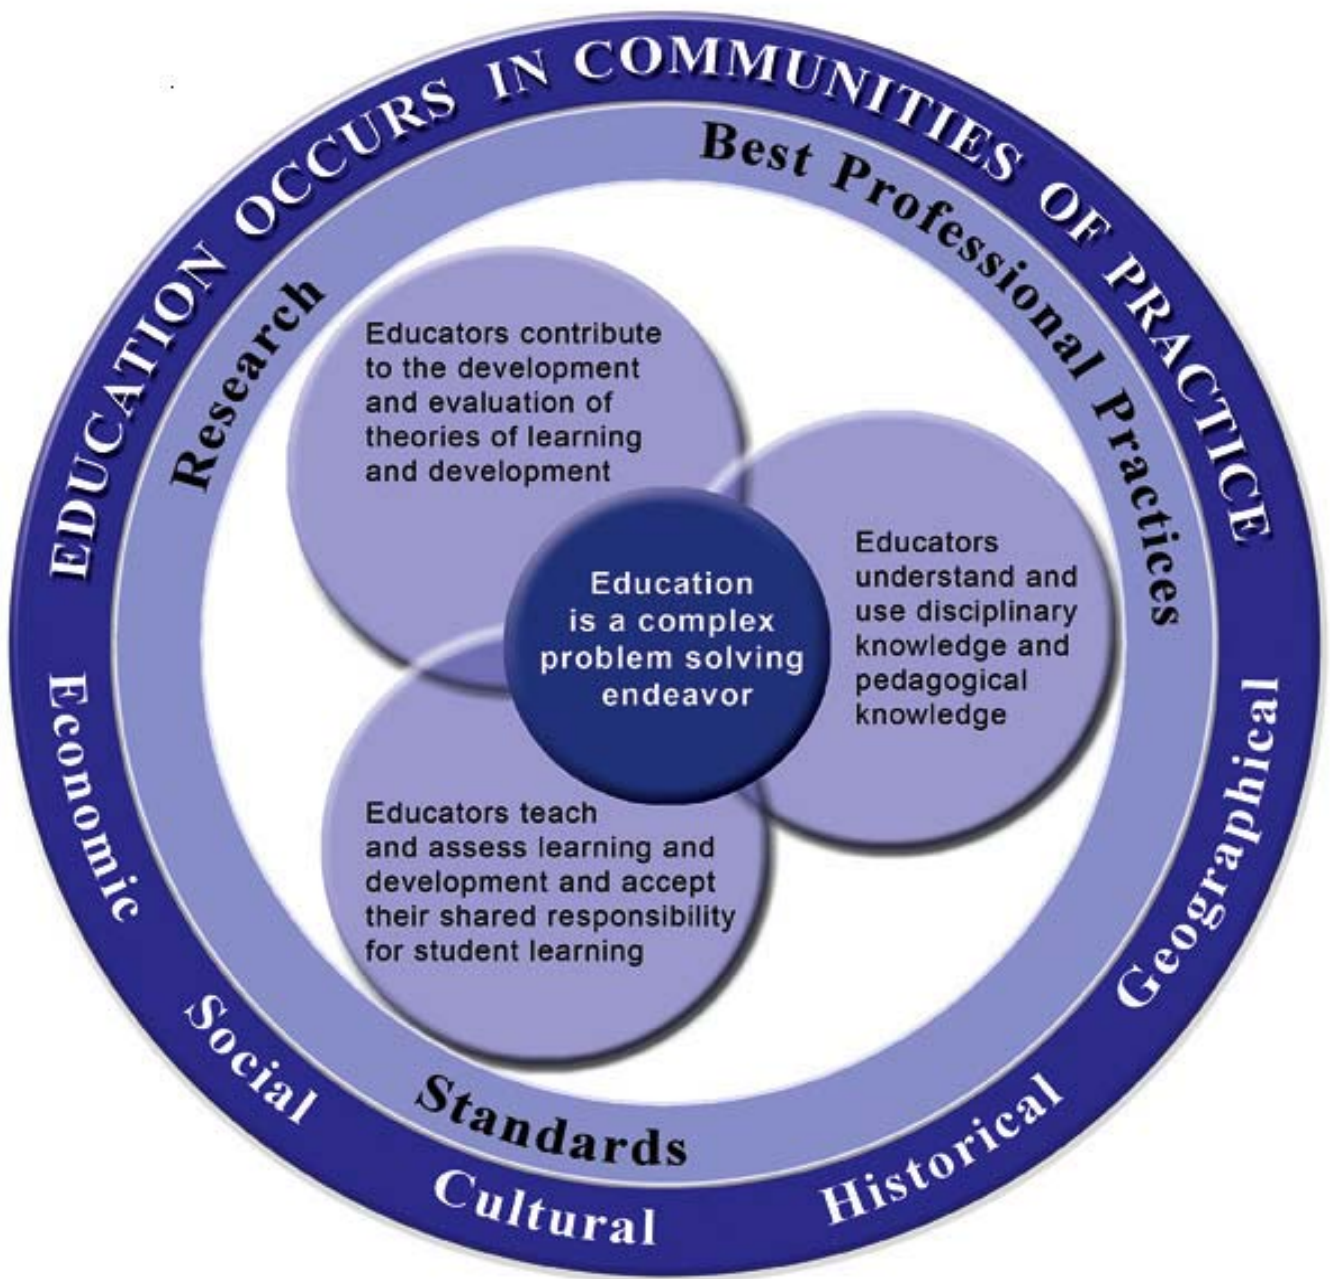 EDUCATION OCCURS IN COMMUNITIES OF PRACTICE
Best Professional Practices
Research
Educators contribute
to the development
and evaluation of
theories of learning
and development
Educators
understand and
use disciplinary
knowledge and
pedagogical
knowledge
Education
is a complex
problem solving
endeavor
Educators teach
and assess learning and
development and accept
their shared responsibility
for student learning
Standards
Economic
Social
Cultural
Historical
Geographical